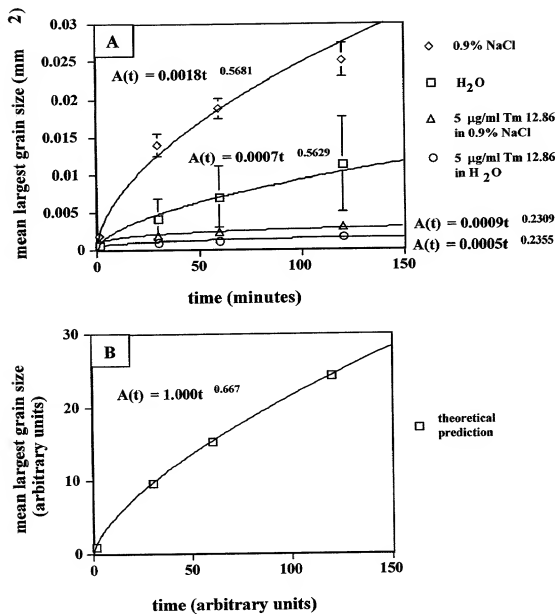 mean largest grain size (mm 2)
0.03
0.025
0.02
0.015
0.01
0.005
0
A
A(t) = 0.0018t 0.5681
A(t) = 0.0007t 0.5629
A(t) = 0.0009t 0.2309
A(t) = 0.0005t 0.2355
0 50 100 150
time (minutes)
0.9% NaCl
H2O
5 µg/ml Tm 12.86
in 0.9% NaCl
5 µg/ml Tm 12.86
in H 2O
mean largest grain size
(arbitrary units)
30
20
10
0
B
A(t) = 1.000t 0.667
0 50 100 150
time (arbitrary units)
theoretical
prediction